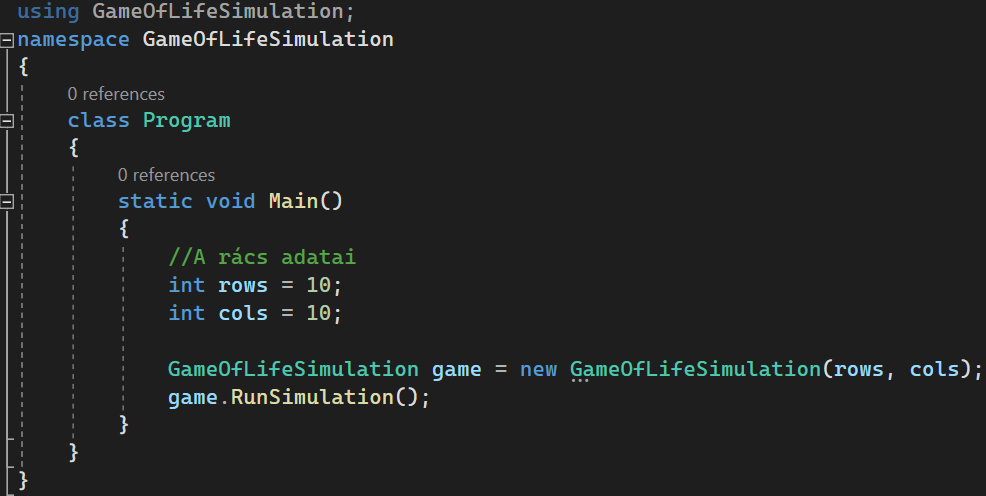 using GameOfLifeSimulation;
namespace GameOfLifeSimulation
{
0 references
class Program
{
0 references
static void Main()
{
//A rács adatai
int rows = 10;
int cols = 10;
GameOfLifeSimulation game = new GameOfLifeSimulation(rows, cols);
game.RunSimulation();
}
}
}